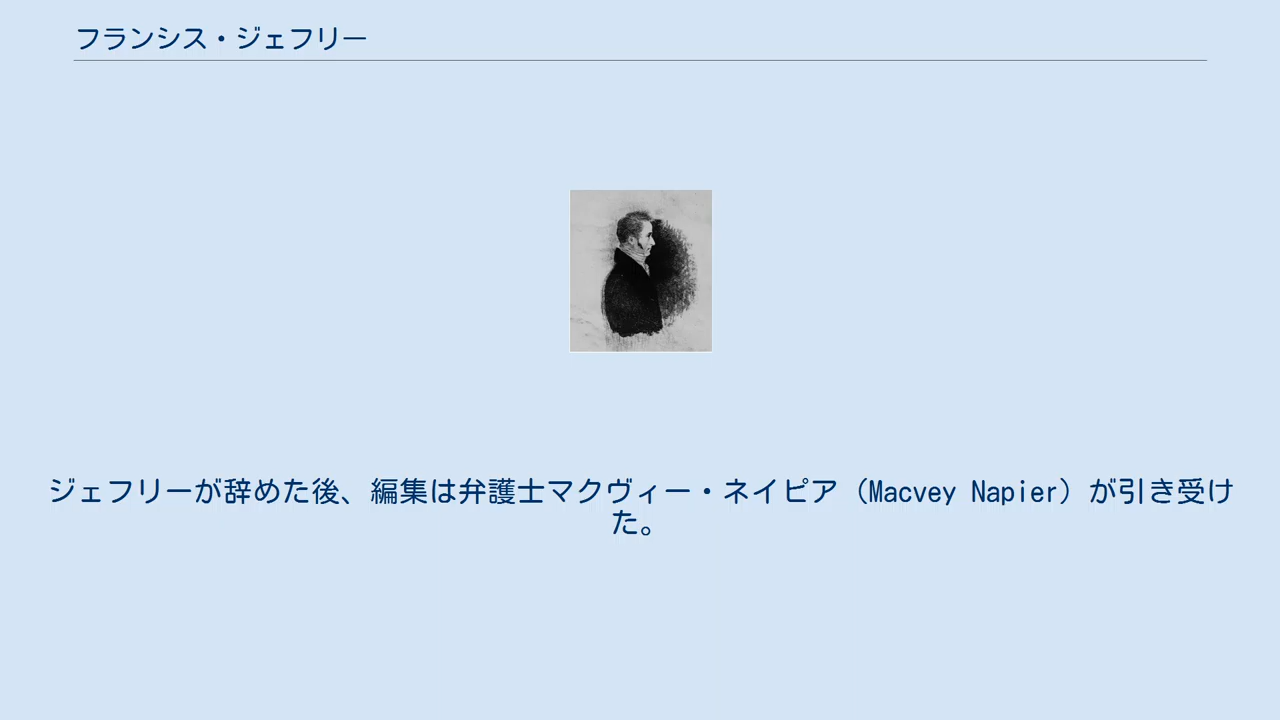 フランシス・ジェフリー
ジェフリーが辞めた後、編集は弁護士マクヴィー・ネイピア（Macvey Napier）が引き受け
た。